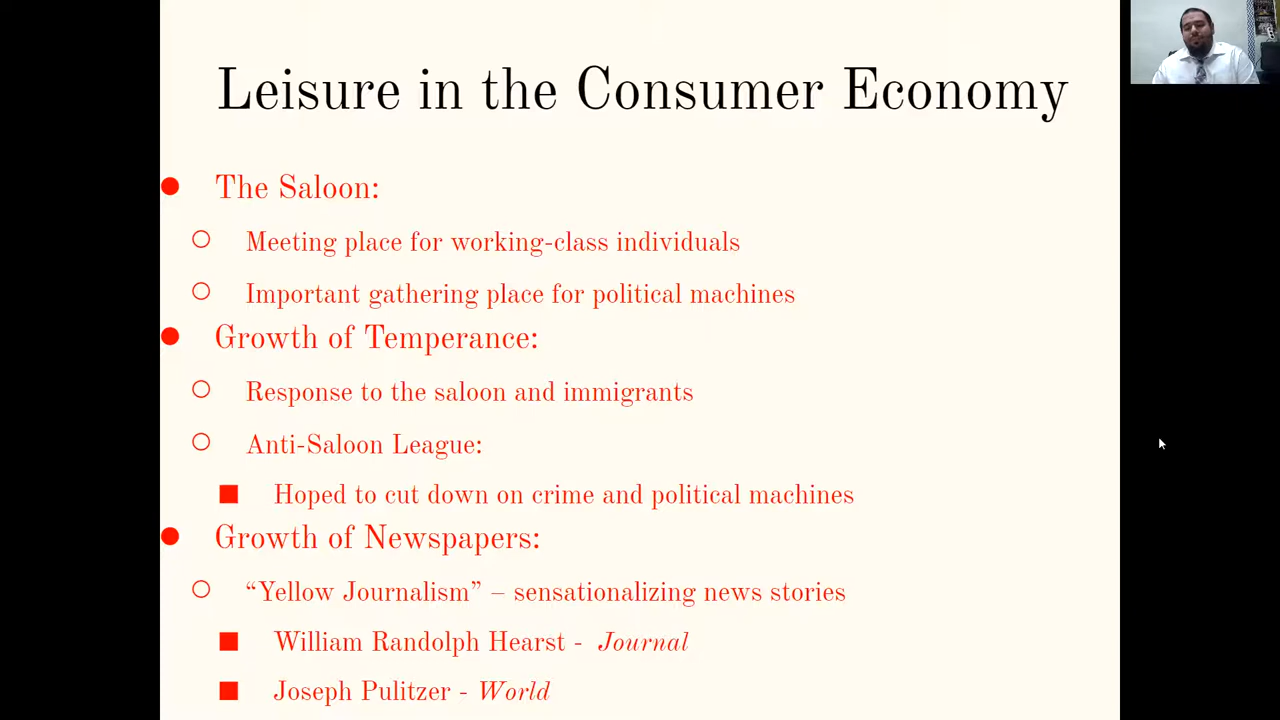 Leisure in the Consumer Economy
● The Saloon:
○ Meeting place for working-class individuals
○ Important gathering place for political machines
● Growth of Temperance:
○ Response to the saloon and immigrants
○ Anti-Saloon League:
■ Hoped to cut down on crime and political machines
● Growth of Newspapers:
○ “Yellow Journalism” – sensationalizing news stories
■ William Randolph Hearst - Journal
■ Joseph Pulitzer - World